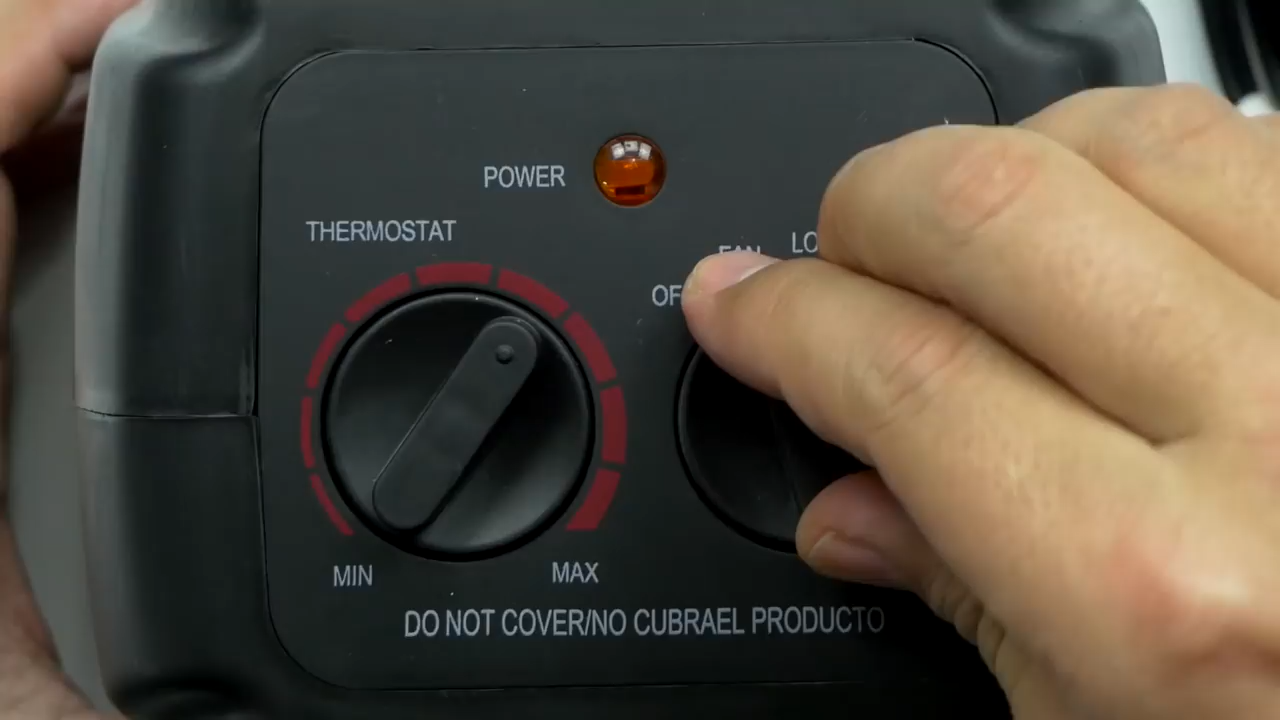 POWER
THERMOSTAT
FAN
MIN
MAX
DO NOT COVER/NO CUBRAEL PRODUCTO